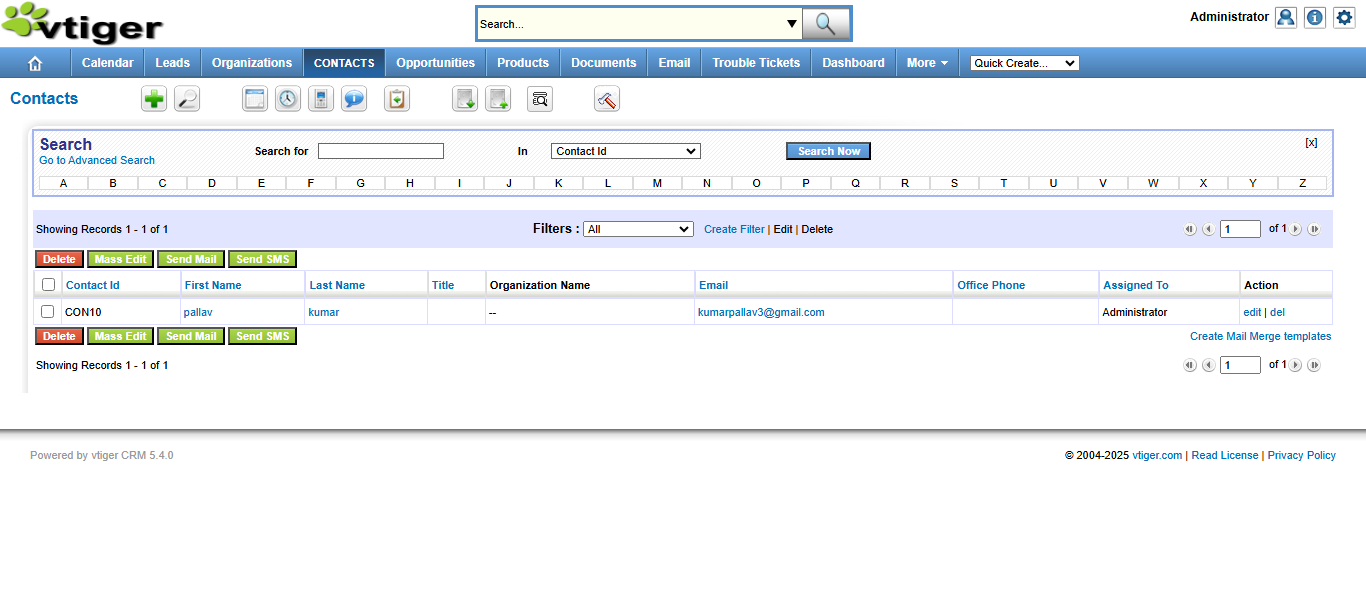 vtiger
Search...
Administrator
Calendar Leads Organizations CONTACTS Opportunities Products Documents Email Trouble Tickets Dashboard More Quick Create...
Contacts
Search
Go to Advanced Search
Search for In Contact Id Search Now [x]
A B C D E F G H I J K L M N O P Q R S T U V W X Y Z
Showing Records 1 - 1 of 1 Filters : All Create Filter | Edit | Delete 1 of 1
Delete Mass Edit Send Mail Send SMS
Contact Id First Name Last Name Title Organization Name Email Office Phone Assigned To Action
CON10 pallav kumar -- kumarpallav3@gmail.com Administrator edit | del
Delete Mass Edit Send Mail Send SMS Create Mail Merge templates
Showing Records 1 - 1 of 1 1 of 1
Powered by vtiger CRM 5.4.0 © 2004-2025 vtiger.com | Read License | Privacy Policy